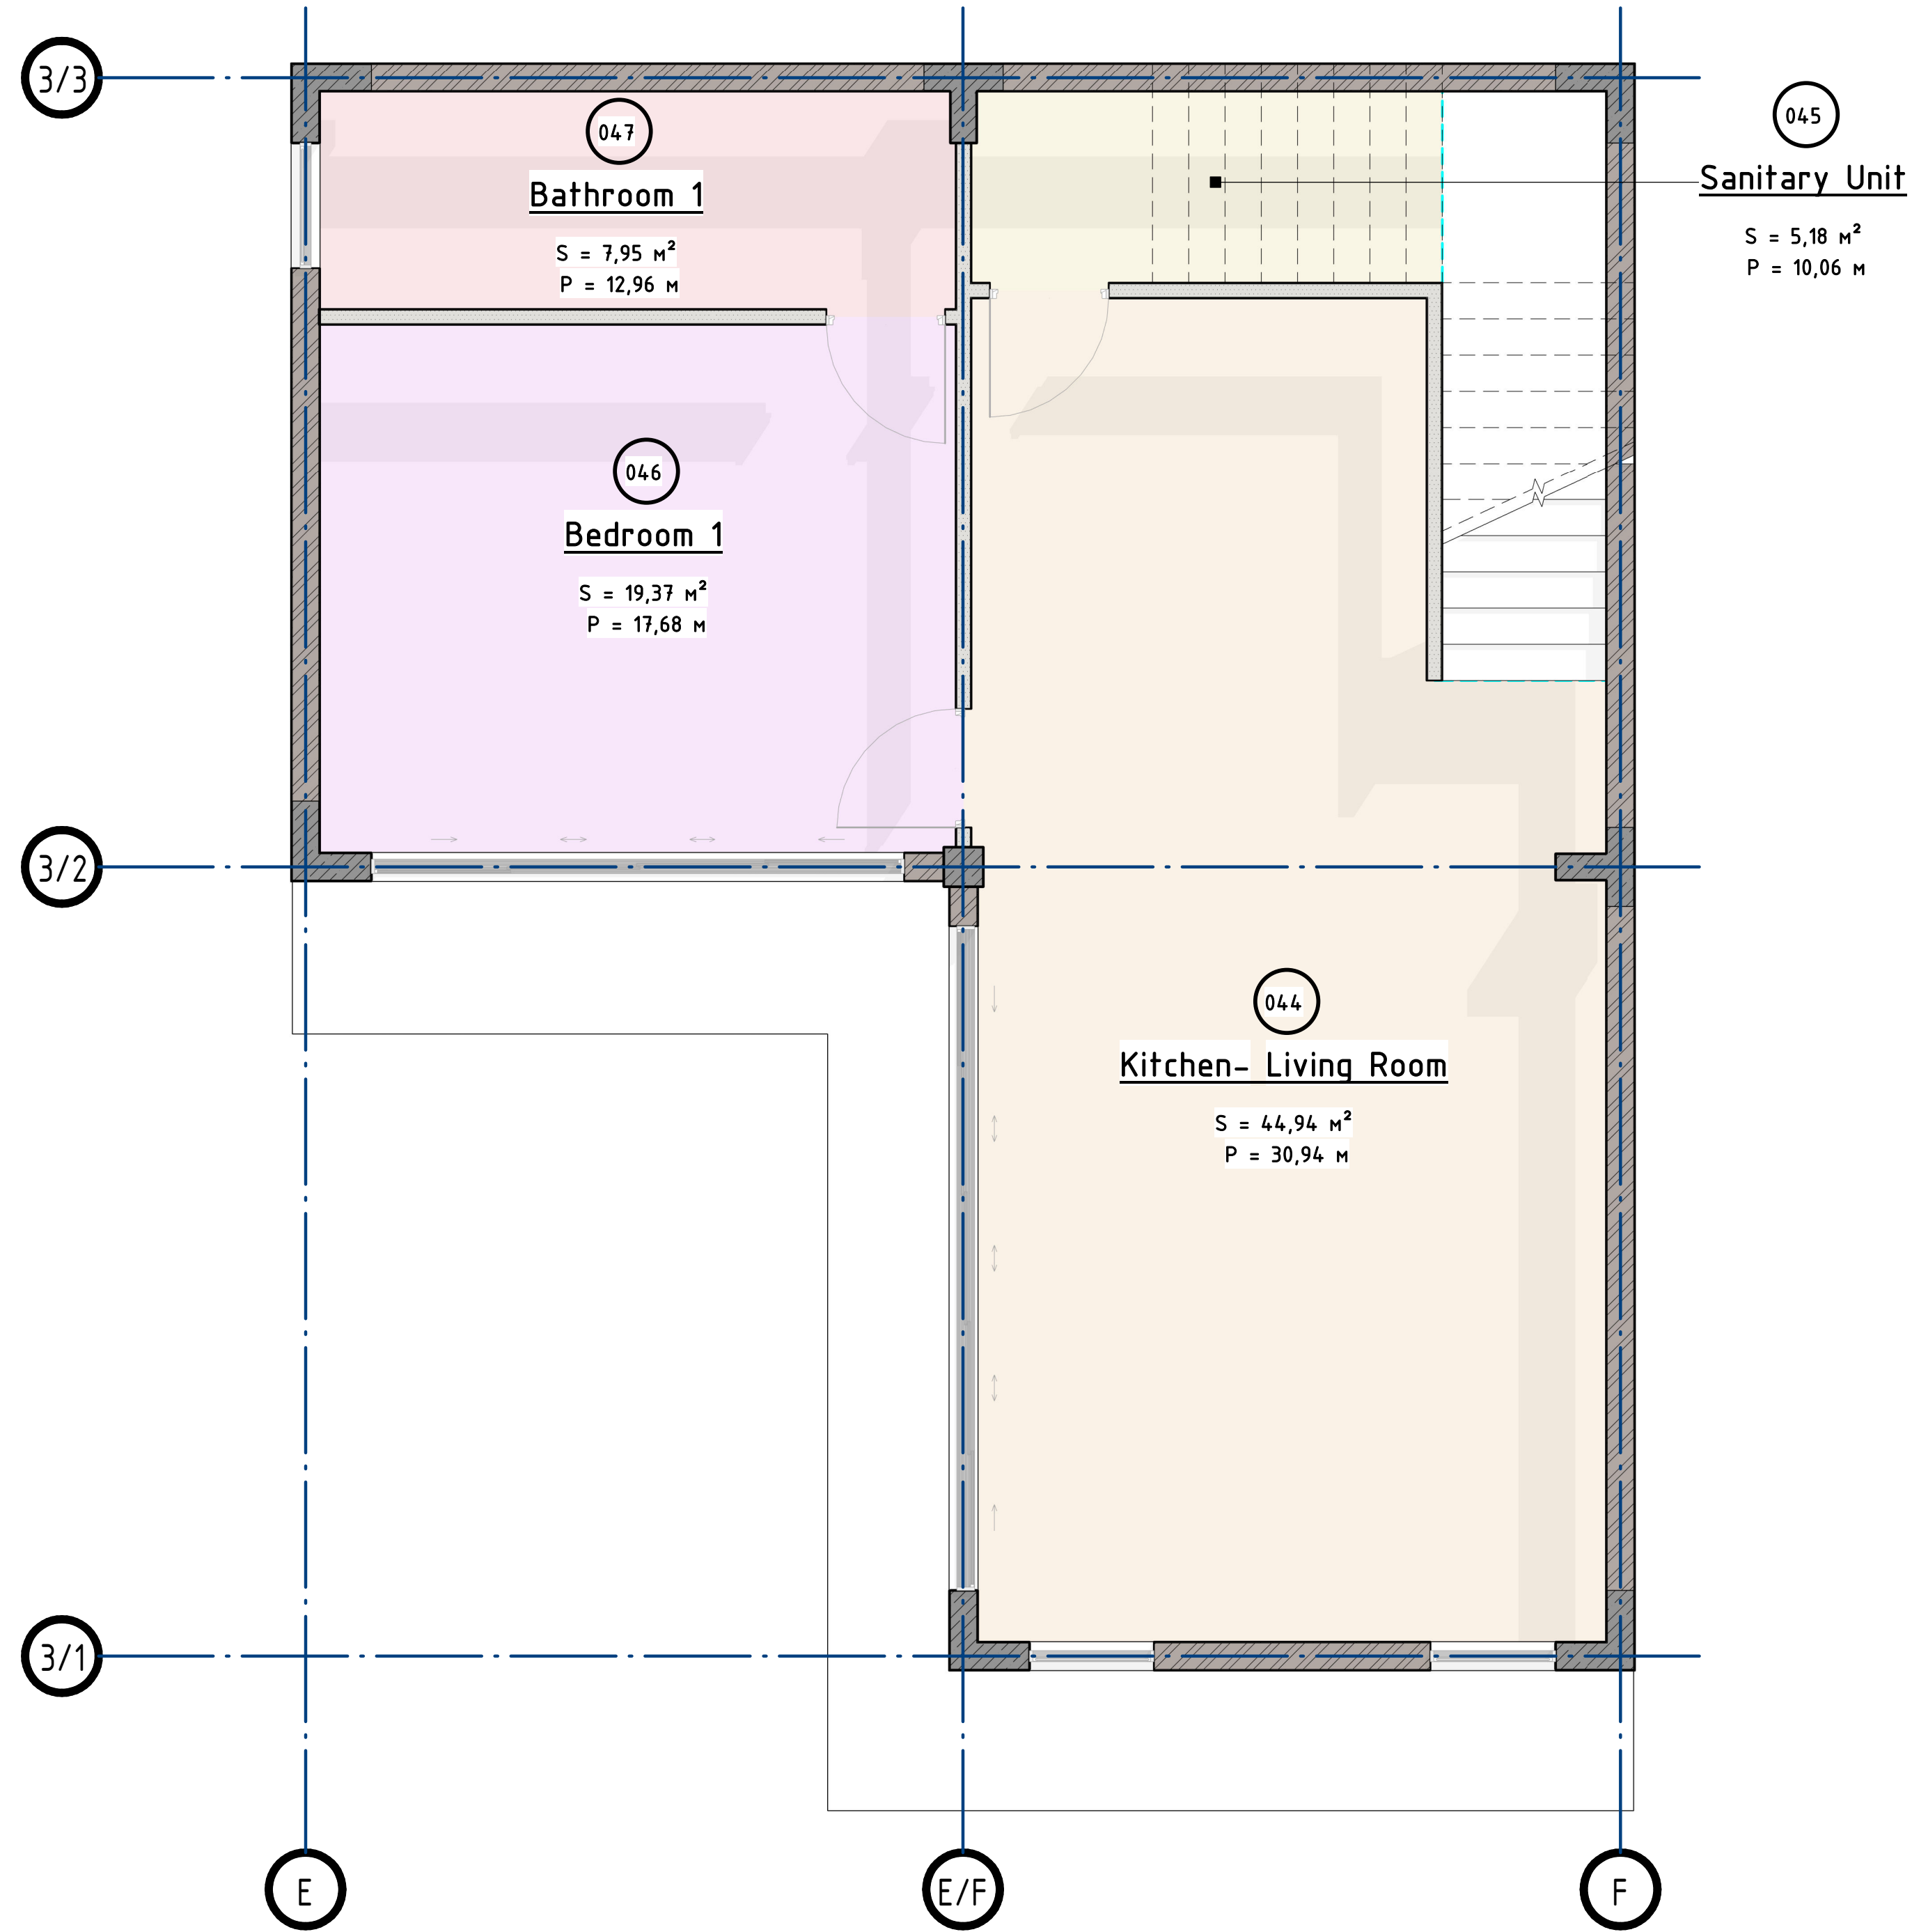 3/3
047
Bathroom 1
S = 7,95 м²
P = 12,96 м
045
Sanitary Unit
S = 5,18 м²
P = 10,06 м
046
Bedroom 1
S = 19,37 м²
P = 17,68 м
3/2
044
Kitchen- Living Room
S = 44,94 м²
P = 30,94 м
3/1
E
E/F
F